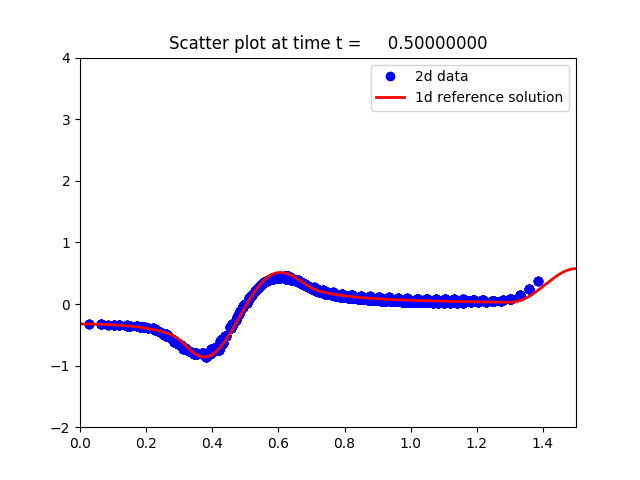 Scatter plot at time t =     0.50000000
2d data
1d reference solution
4
3
2
1
0
−1
−2
0.0 0.2 0.4 0.6 0.8 1.0 1.2 1.4